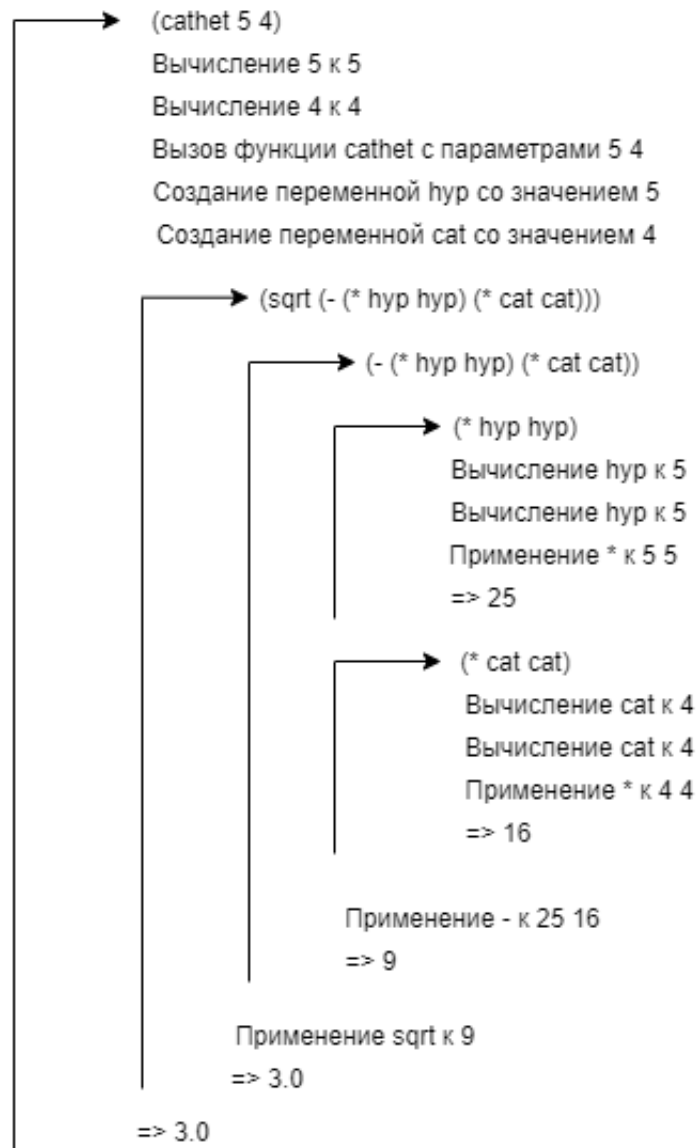 (cathet 5 4)
Вычисление 5 к 5
Вычисление 4 к 4
Вызов функции cathet с параметрами 5 4
Создание переменной hyp со значением 5
Создание переменной cat со значением 4
(sqrt (- (* hyp hyp) (* cat cat)))
(- (* hyp hyp) (* cat cat))
(* hyp hyp)
Вычисление hyp к 5
Вычисление hyp к 5
Применение * к 5 5
=> 25
(* cat cat)
Вычисление cat к 4
Вычисление cat к 4
Применение * к 4 4
=> 16
Применение - к 25 16
=> 9
Применение sqrt к 9
=> 3.0
=> 3.0